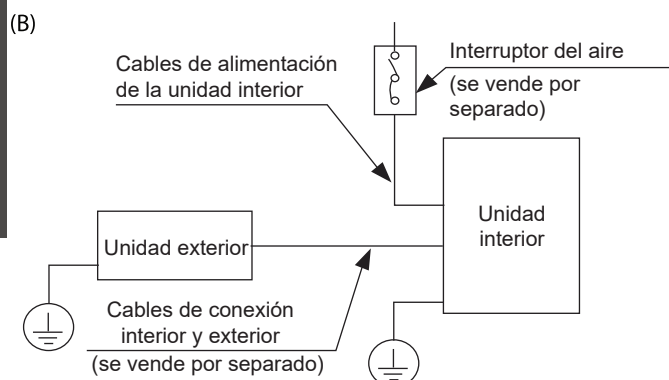 (B)
Cables de alimentación
de la unidad interior
Interruptor del aire
(se vende por
separado)
Unidad
interior
Unidad exterior
Cables de conexión
interior y exterior
(se vende por separado)